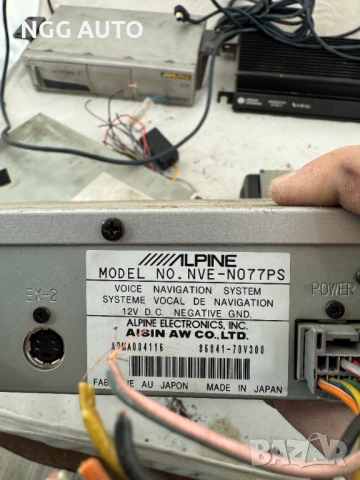 NGG AUTO
ALPINE
MODEL NO. NVE-N077PS
VOICE NAVIGATION SYSTEM
SYSTEME VOCAL DE NAVIGATION
12V D.C. NEGATIVE GND.
ALPINE ELECTRONICS, INC.
AISIN AW CO., LTD.
86841-70V300
FABRIQUE AU JAPON MADE IN JAPAN
EX-2
POWER
bazar